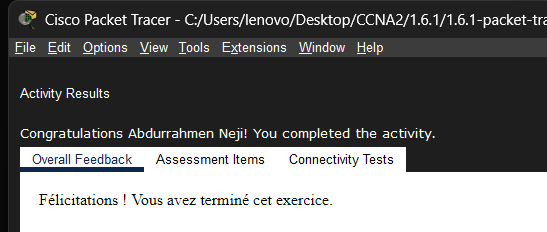 Cisco Packet Tracer - C:/Users/lenovo/Desktop/CCNA2/1.6.1/1.6.1-packet-tra
File Edit Options View Tools Extensions Window Help
Activity Results
Congratulations Abdurrahmen Neji! You completed the activity.
Overall Feedback Assessment Items Connectivity Tests
Félicitations ! Vous avez terminé cet exercice.